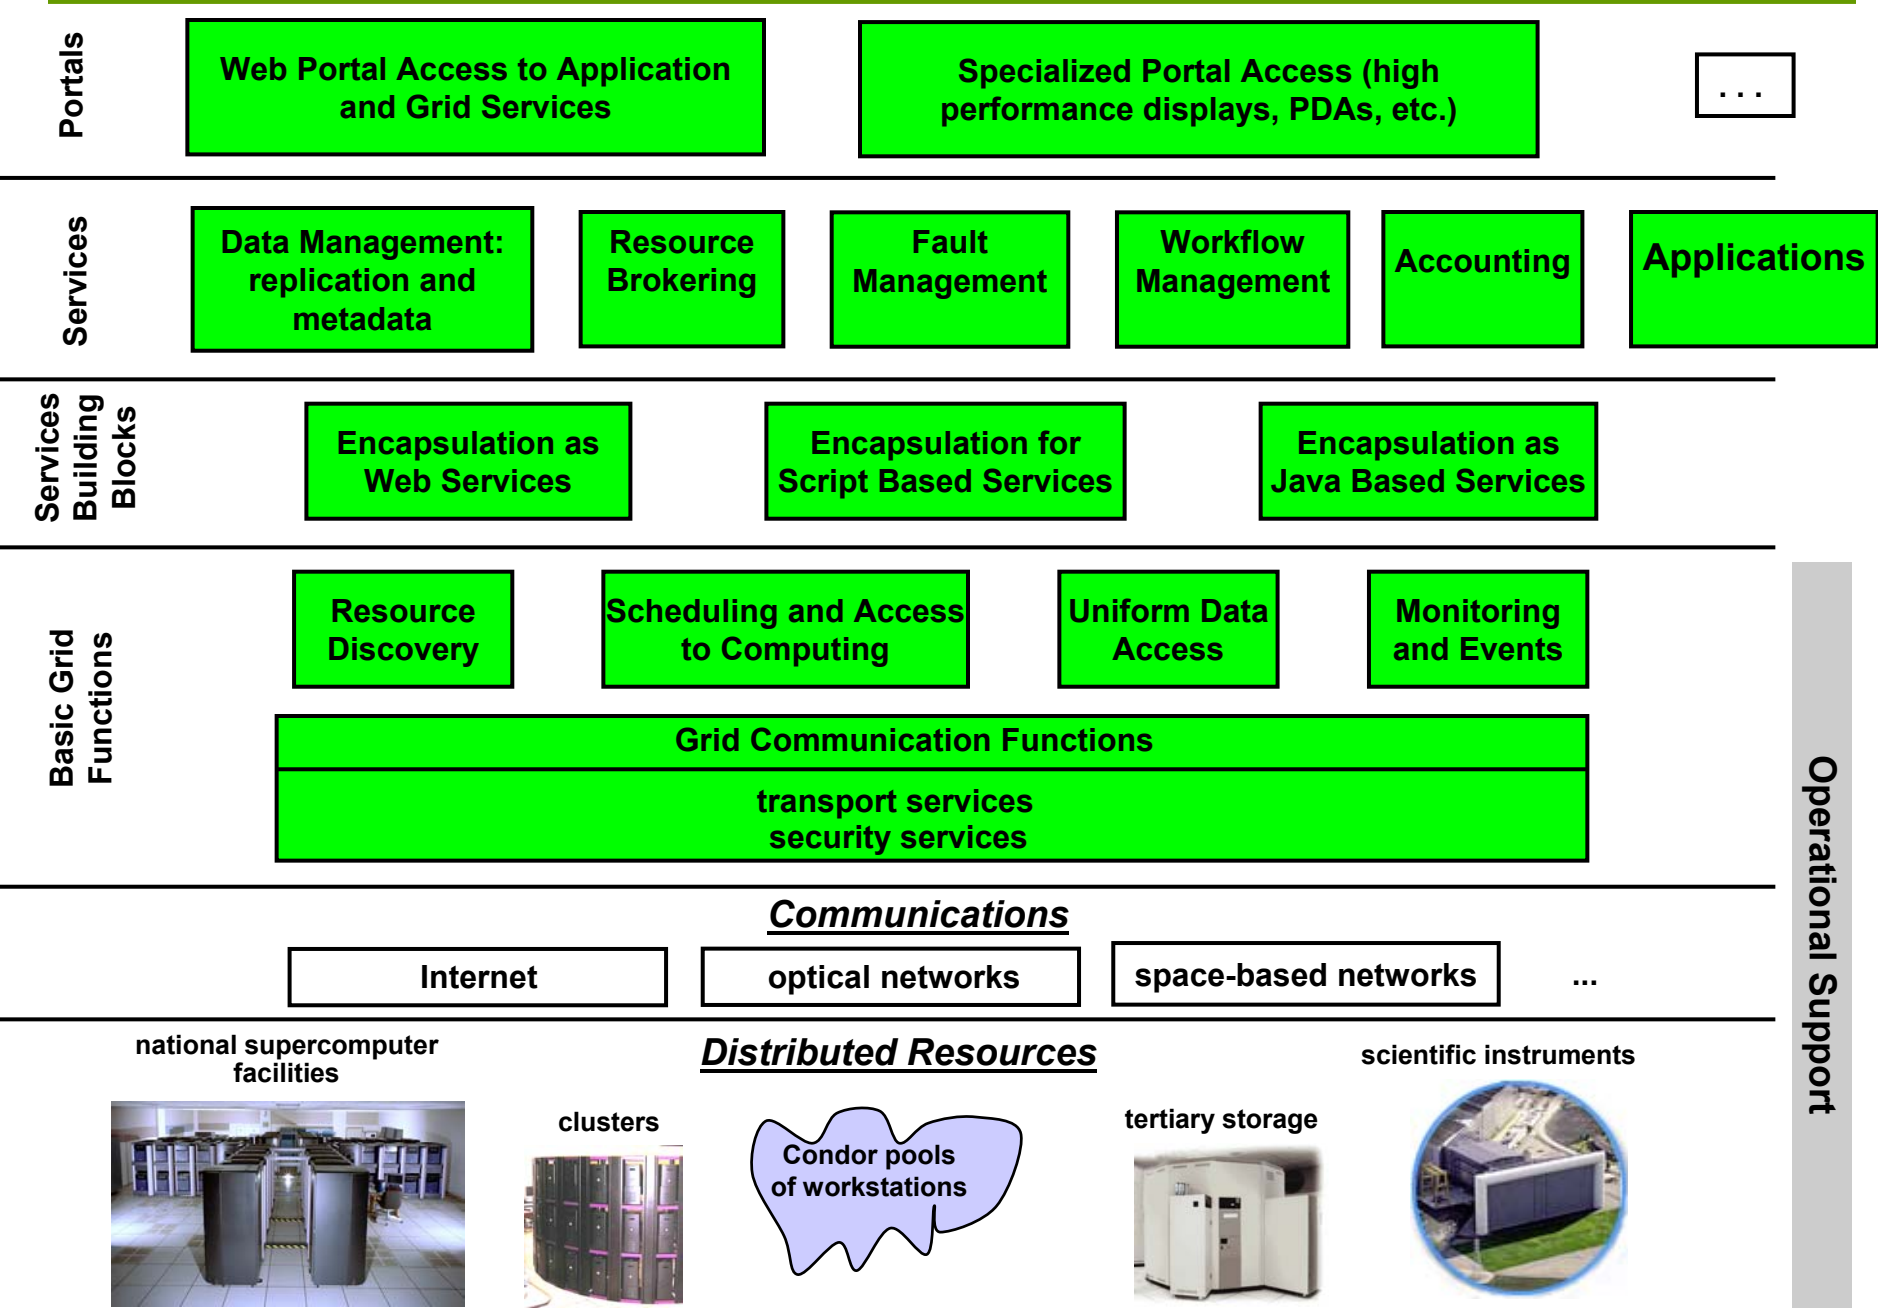 Portals
Web Portal Access to Application
and Grid Services
Specialized Portal Access (high
performance displays, PDAs, etc.)
. . .
Services
Data Management:
replication and
metadata
Resource
Brokering
Fault
Management
Workflow
Management
Accounting
Applications
Services
Building
Blocks
Encapsulation as
Web Services
Encapsulation for
Script Based Services
Encapsulation as
Java Based Services
Basic Grid
Functions
Resource
Discovery
Scheduling and Access
to Computing
Uniform Data
Access
Monitoring
and Events
Grid Communication Functions
transport services
security services
Operational Support
Communications
Internet
optical networks
space-based networks
...
Distributed Resources
national supercomputer
facilities
clusters
Condor pools
of workstations
tertiary storage
scientific instruments